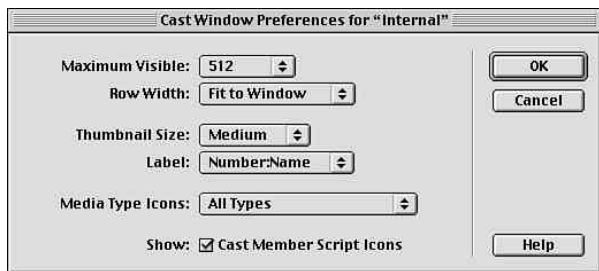 Cast Window Preferences for "Internal"
Maximum Visible: 512
OK
Row Width: Fit to Window
Cancel
Thumbnail Size: Medium
Label: Number:Name
Media Type Icons: All Types
Show: Cast Member Script Icons
Help